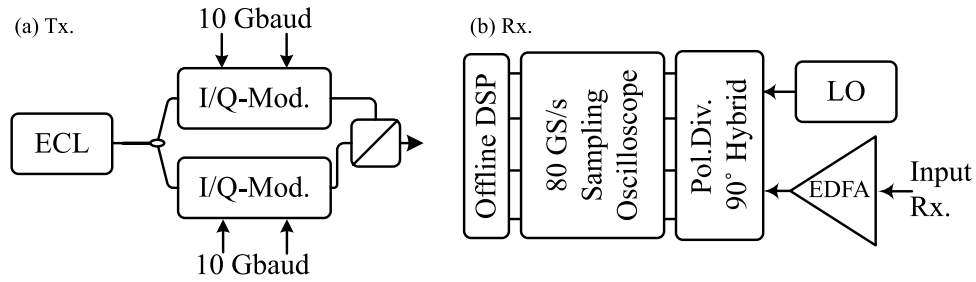 (a) Tx.
10 Gbaud
I/Q-Mod.
ECL
I/Q-Mod.
10 Gbaud
(b) Rx.
Offline DSP
80 GS/s
Sampling
Oscilloscope
Pol.Div.
90° Hybrid
LO
EDFA
Input
Rx.